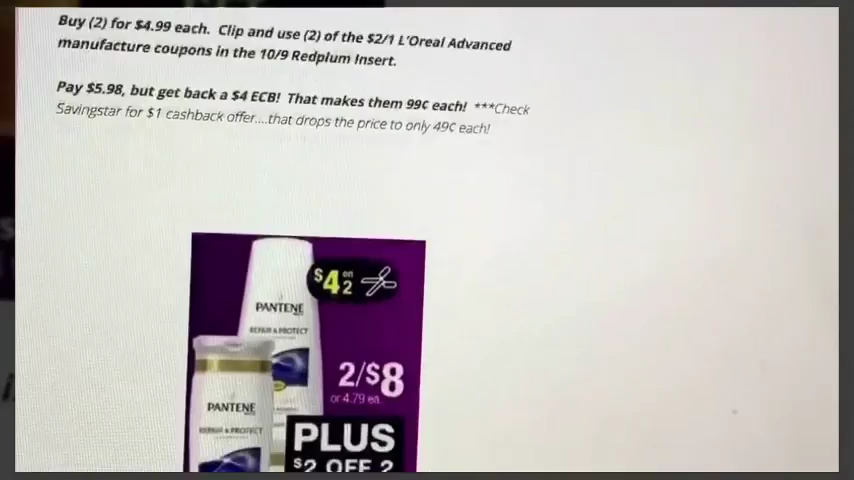 Buy (2) for $4.99 each. Clip and use (2) of the $2/1 L'Oreal Advanced
manufacture coupons in the 10/9 Redplum Insert.
Pay $5.98, but get back a $4 ECB! That makes them 99¢ each! ***Check
Savingstar for $1 cashback offer....that drops the price to only 49¢ each!
$4 on 2
PANTENE
REPAIR & PROTECT
2/$8
or 4.79 ea.
PANTENE
REPAIR & PROTECT
PLUS
$2 OFF 2